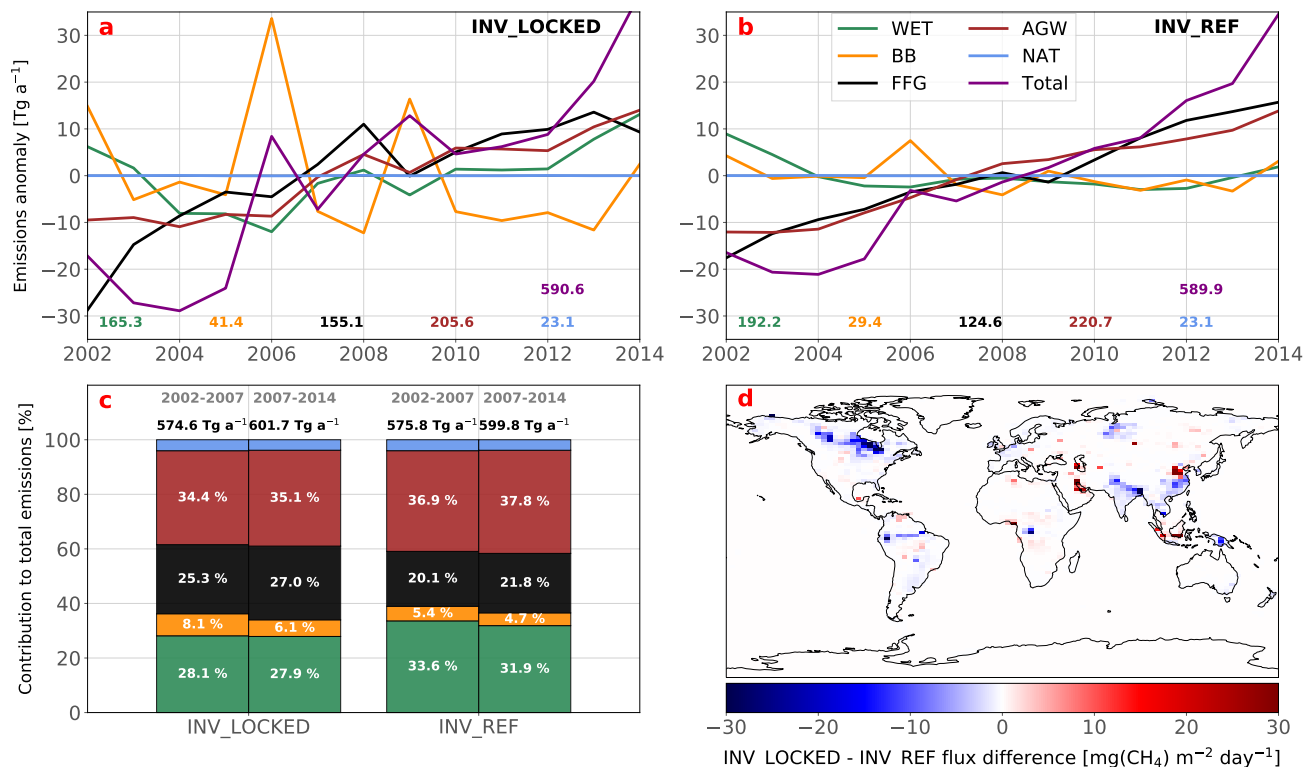 a
INV_LOCKED
Emissions anomaly [Tg a⁻¹]
30
20
10
0
−10
−20
−30
590.6
165.3 41.4 155.1 205.6 23.1
2002 2004 2006 2008 2010 2012 2014
b
WET AGW
BB NAT
FFG Total
INV_REF
30
20
10
0
−10
−20
−30
589.9
192.2 29.4 124.6 220.7 23.1
2002 2004 2006 2008 2010 2012 2014
c
2002-2007 2007-2014 2002-2007 2007-2014
574.6 Tg a⁻¹ 601.7 Tg a⁻¹ 575.8 Tg a⁻¹ 599.8 Tg a⁻¹
Contribution to total emissions [%]
100
80
60
40
20
0
34.4 % 35.1 % 36.9 % 37.8 %
25.3 % 27.0 % 20.1 % 21.8 %
8.1 % 6.1 % 5.4 % 4.7 %
28.1 % 27.9 % 33.6 % 31.9 %
INV_LOCKED INV_REF
d
−30 −20 −10 0 10 20 30
INV_LOCKED - INV_REF flux difference [mg(CH₄) m⁻² day⁻¹]